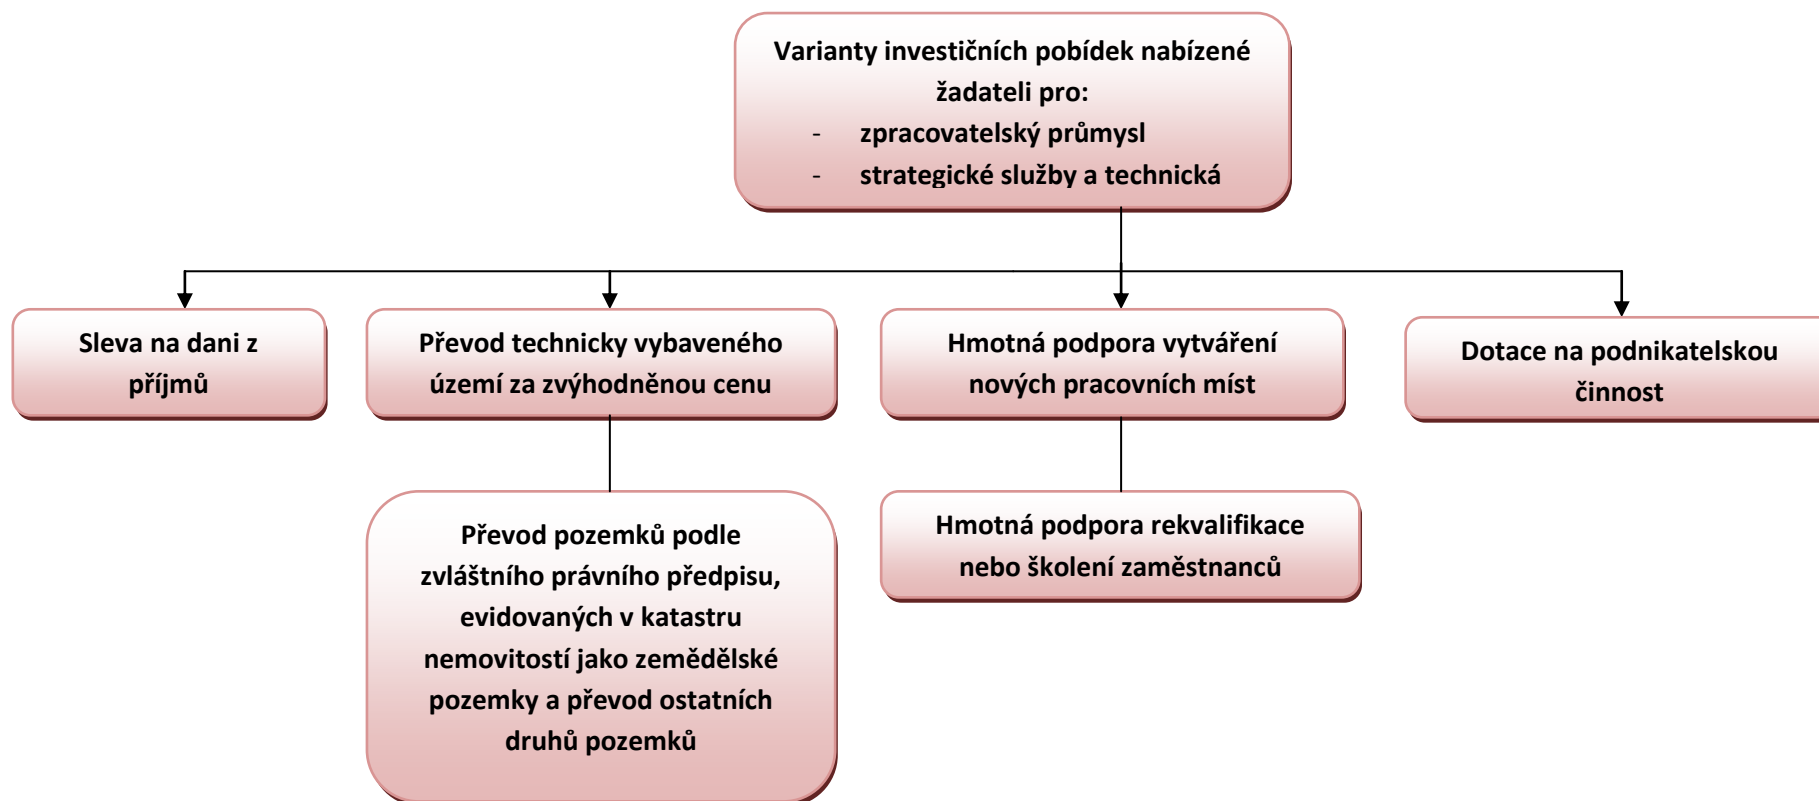 Varianty investičních pobídek nabízené
žadateli pro:
- zpracovatelský průmysl
- strategické služby a technická
Sleva na dani z
příjmů
Převod technicky vybaveného
území za zvýhodněnou cenu
Hmotná podpora vytváření
nových pracovních míst
Dotace na podnikatelskou
činnost
Převod pozemků podle
zvláštního právního předpisu,
evidovaných v katastru
nemovitostí jako zemědělské
pozemky a převod ostatních
druhů pozemků
Hmotná podpora rekvalifikace
nebo školení zaměstnanců